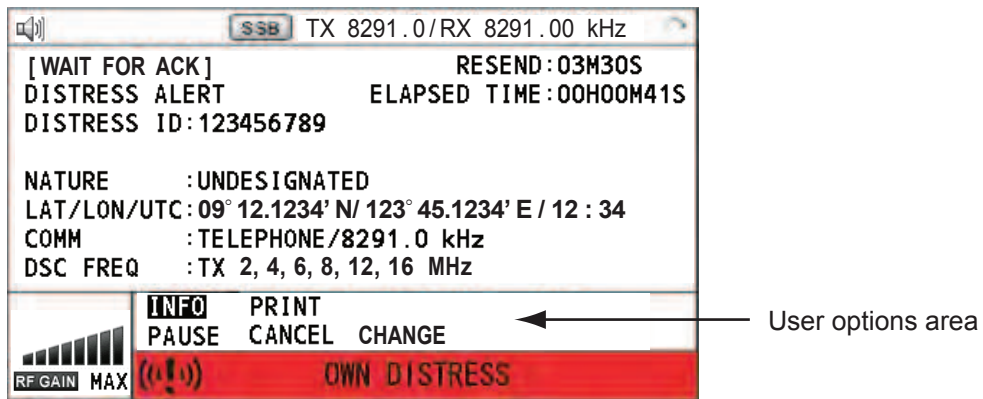 SSB TX 8291.0/RX 8291.00 kHz
[WAIT FOR ACK] RESEND:03M30S
DISTRESS ALERT ELAPSED TIME:00H00M41S
DISTRESS ID:123456789
NATURE :UNDESIGNATED
LAT/LON/UTC:09° 12.1234' N/ 123° 45.1234' E / 12 : 34
COMM :TELEPHONE/8291.0 kHz
DSC FREQ :TX 2, 4, 6, 8, 12, 16 MHz
INFO PRINT
PAUSE CANCEL CHANGE
User options area
RF GAIN MAX OWN DISTRESS